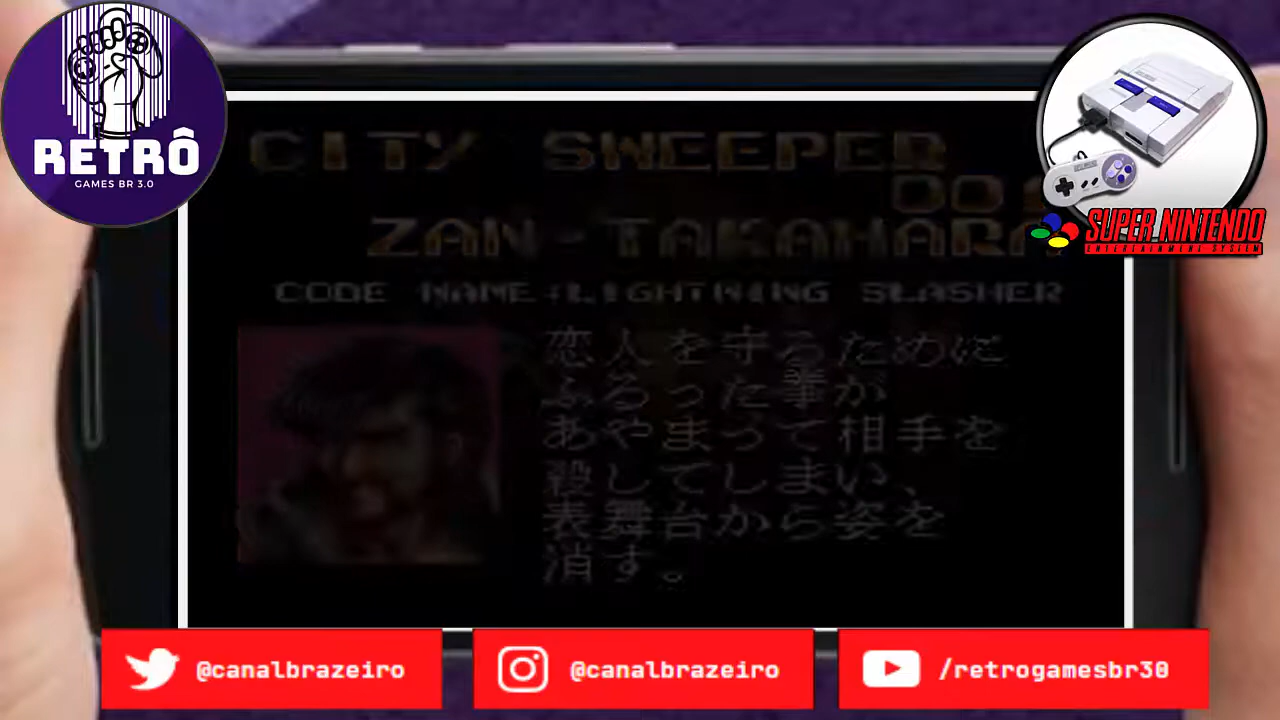 RETRÔ
GAMES BR 3.0
SUPER NINTENDO
ENTERTAINMENT SYSTEM
CITY SWEEPER
ZAN-TAKAHARA
CODE NAME:LIGHTNING SLASHER
恋人を守るために
ふるった拳が
あやまって相手を
殺してしまい、
表舞台から姿を
消す。
@canalbrazeiro
@canalbrazeiro
/retrogamesbr30